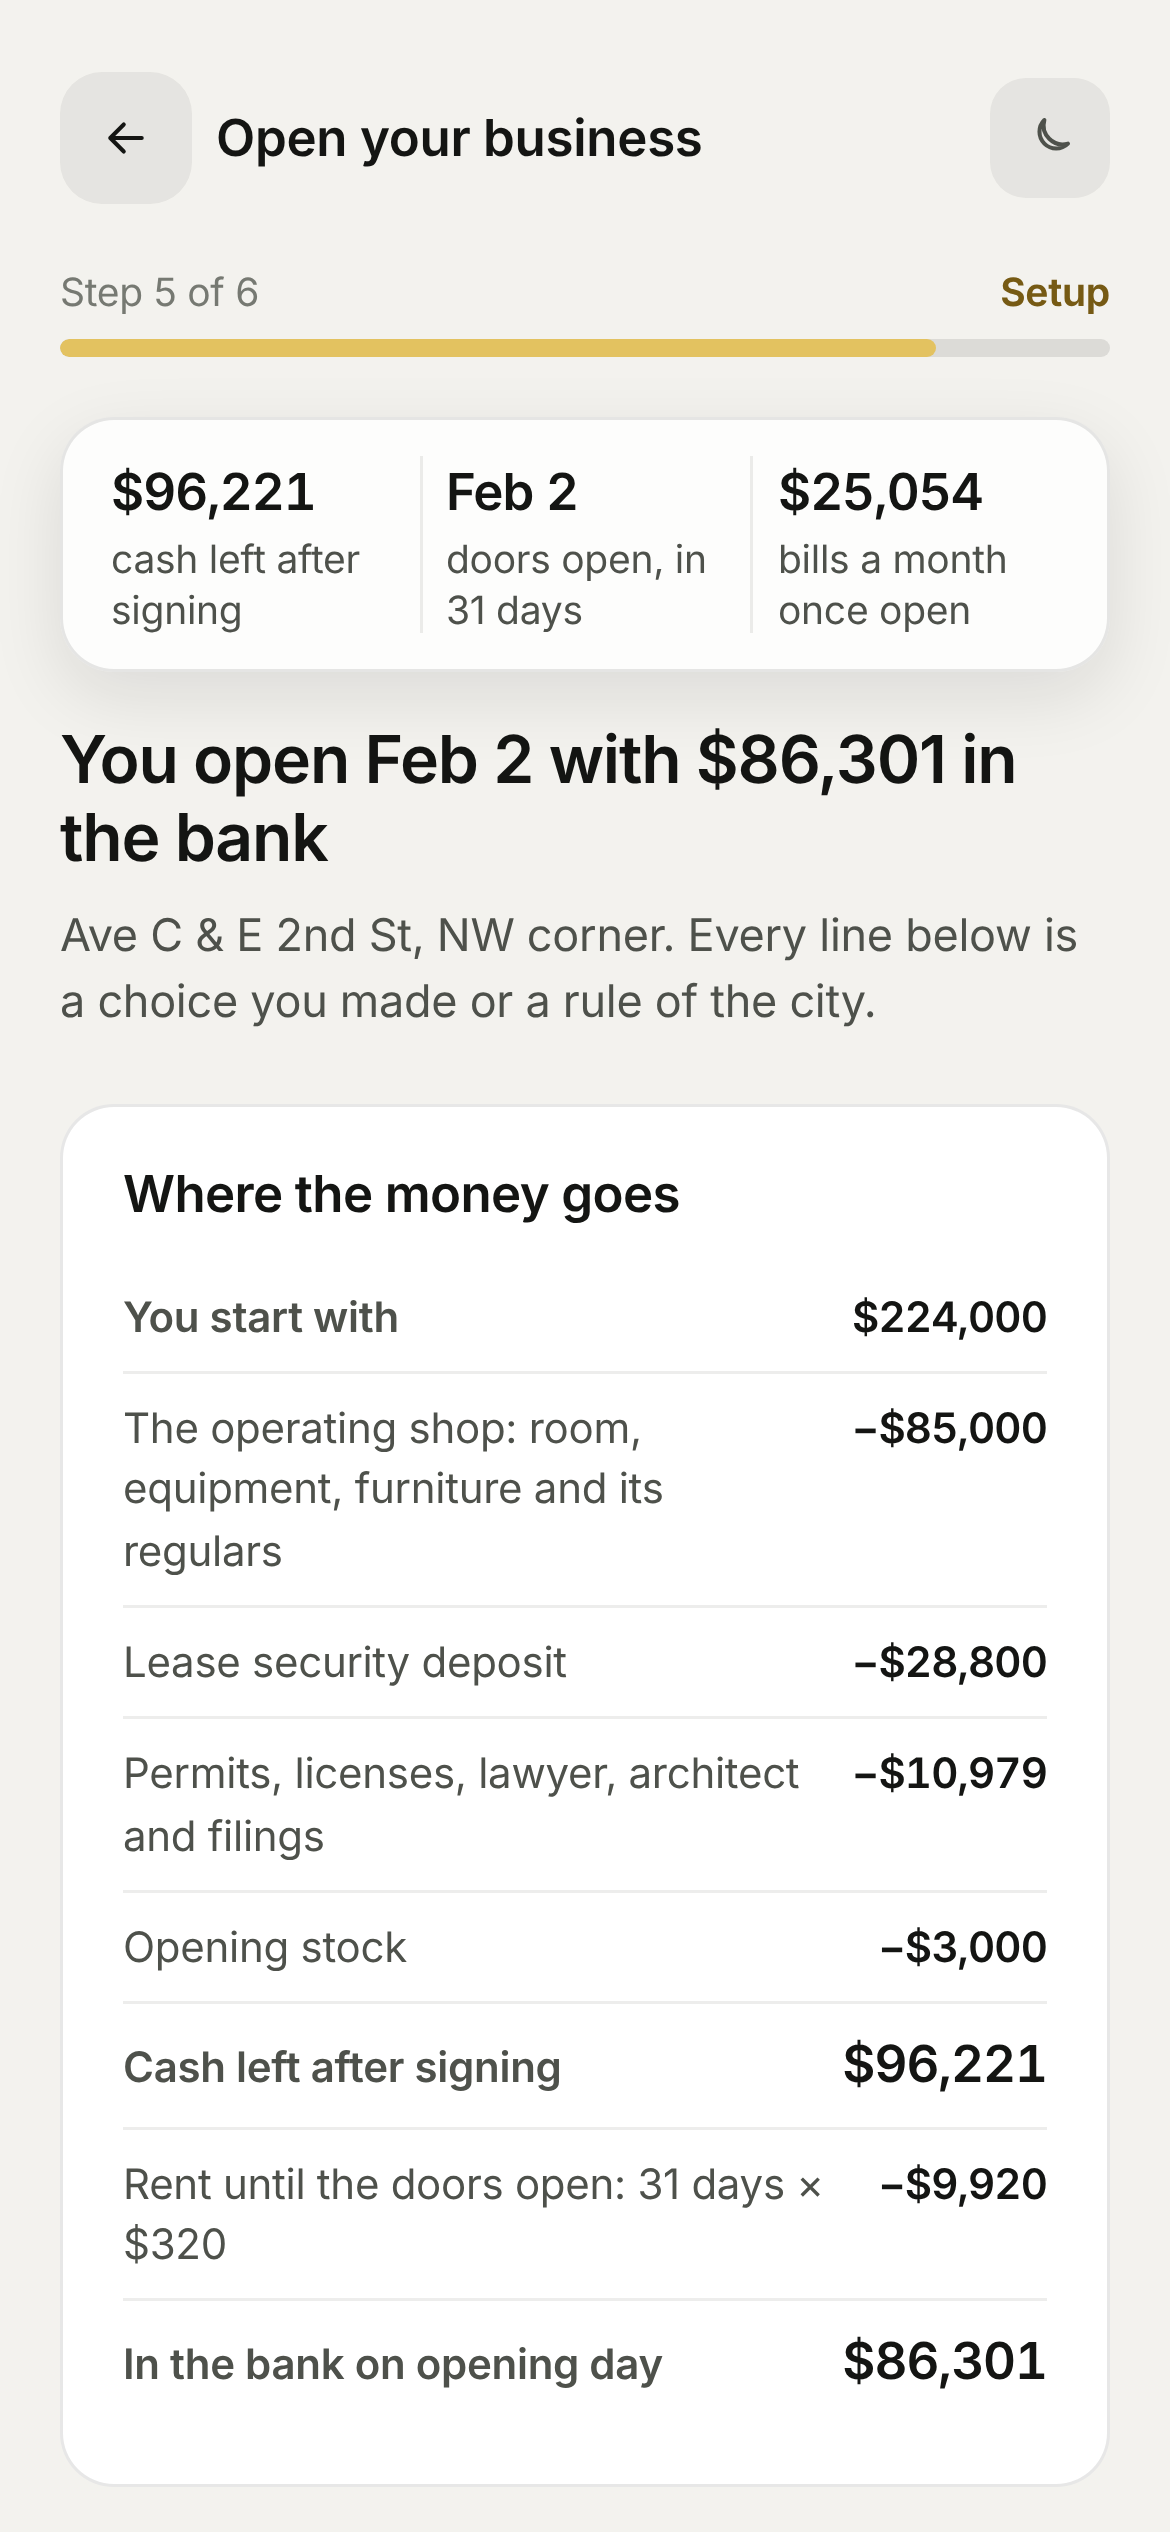 Open your business
Step 5 of 6
Setup
$96,221
cash left after
signing
Feb 2
doors open, in
31 days
$25,054
bills a month
once open
You open Feb 2 with $86,301 in
the bank
Ave C & E 2nd St, NW corner. Every line below is
a choice you made or a rule of the city.
Where the money goes
You start with $224,000
The operating shop: room, –$85,000
equipment, furniture and its
regulars
Lease security deposit –$28,800
Permits, licenses, lawyer, architect –$10,979
and filings
Opening stock –$3,000
Cash left after signing $96,221
Rent until the doors open: 31 days × –$9,920
$320
In the bank on opening day $86,301